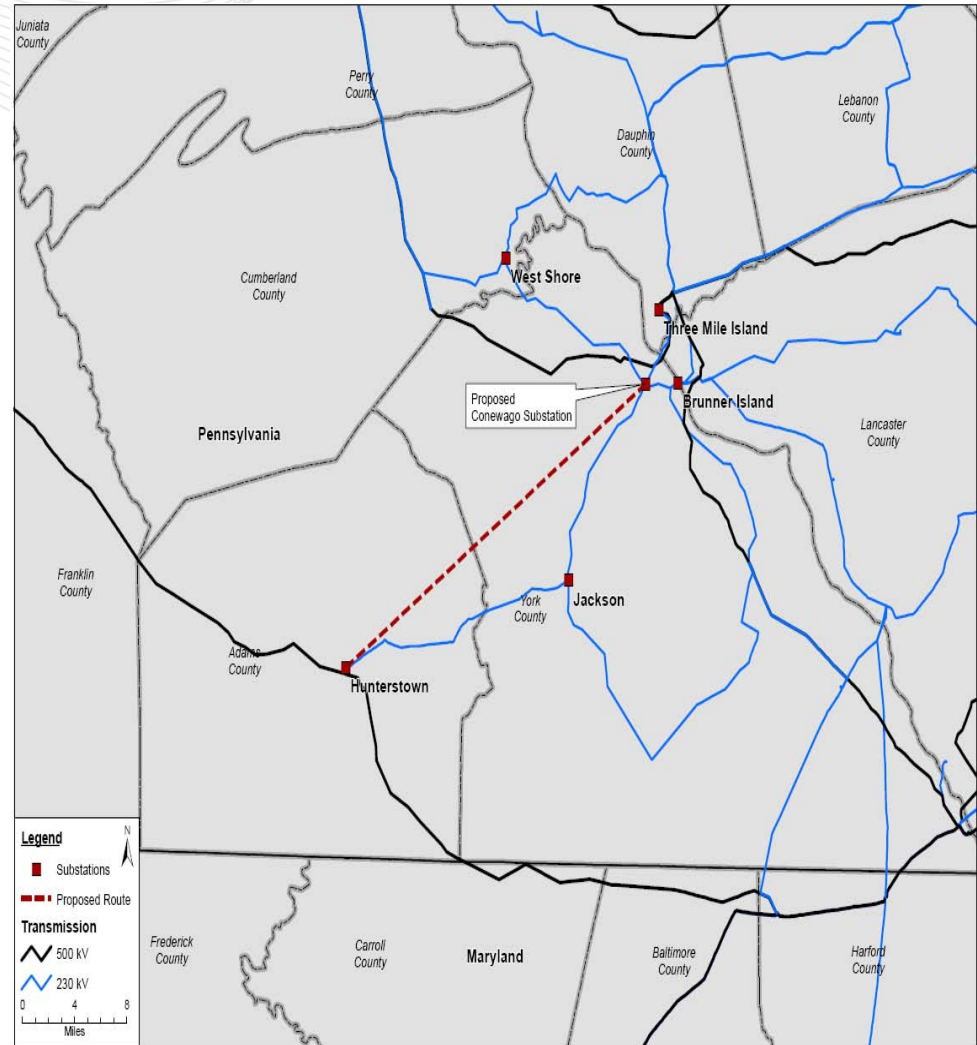 Juniata
County
Perry
County
Lebanon
County
Dauphin
County
West Shore
Cumberland
County
Three Mile Island
Proposed
Conewago Substation
Brunner Island
Pennsylvania
Lancaster
County
Franklin
County
Jackson
York
County
Adams
County
Hunterstown
Legend
N
Substations
Proposed Route
Transmission
500 kV
230 kV
0 4 8
Miles
Frederick
County
Carroll
County
Maryland
Baltimore
County
Harford
County